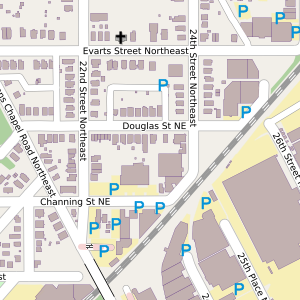 Evarts Street Northeast
24th Street Northeast
22nd Street Northeast
Douglas St NE
Chapel Road Northeast
26th Street
Channing St NE
25th Place
P
P
P
P
P
P
P
P
P
P
P
P
P